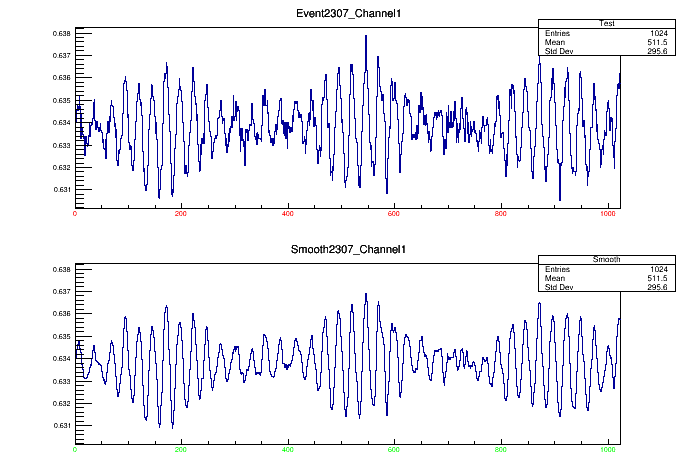 Event2307_Channel1
Test
Entries 1024
Mean 511.5
Std Dev 295.6
0.638
0.637
0.636
0.635
0.634
0.633
0.632
0.631
0 200 400 600 800 1000
Smooth2307_Channel1
Smooth
Entries 1024
Mean 511.5
Std Dev 295.6
0.638
0.637
0.636
0.635
0.634
0.633
0.632
0.631
0 200 400 600 800 1000